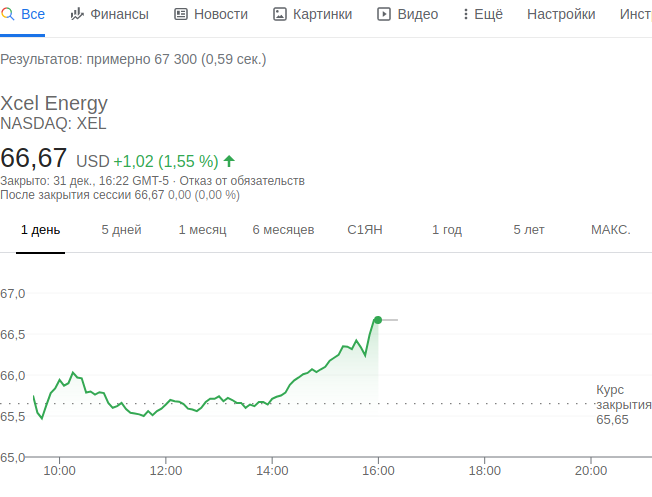 Все Финансы Новости Картинки Видео Ещё Настройки Инст
Результатов: примерно 67 300 (0,59 сек.)
Xcel Energy
NASDAQ: XEL
66,67 USD +1,02 (1,55 %)
Закрыто: 31 дек., 16:22 GMT-5 · Отказ от обязательств
После закрытия сессии 66,67 0,00 (0,00 %)
1 день 5 дней 1 месяц 6 месяцев С1ЯН 1 год 5 лет МАКС.
67,0
66,5
66,0
Курс
закрытия
65,65
65,5
65,0
10:00 12:00 14:00 16:00 18:00 20:00